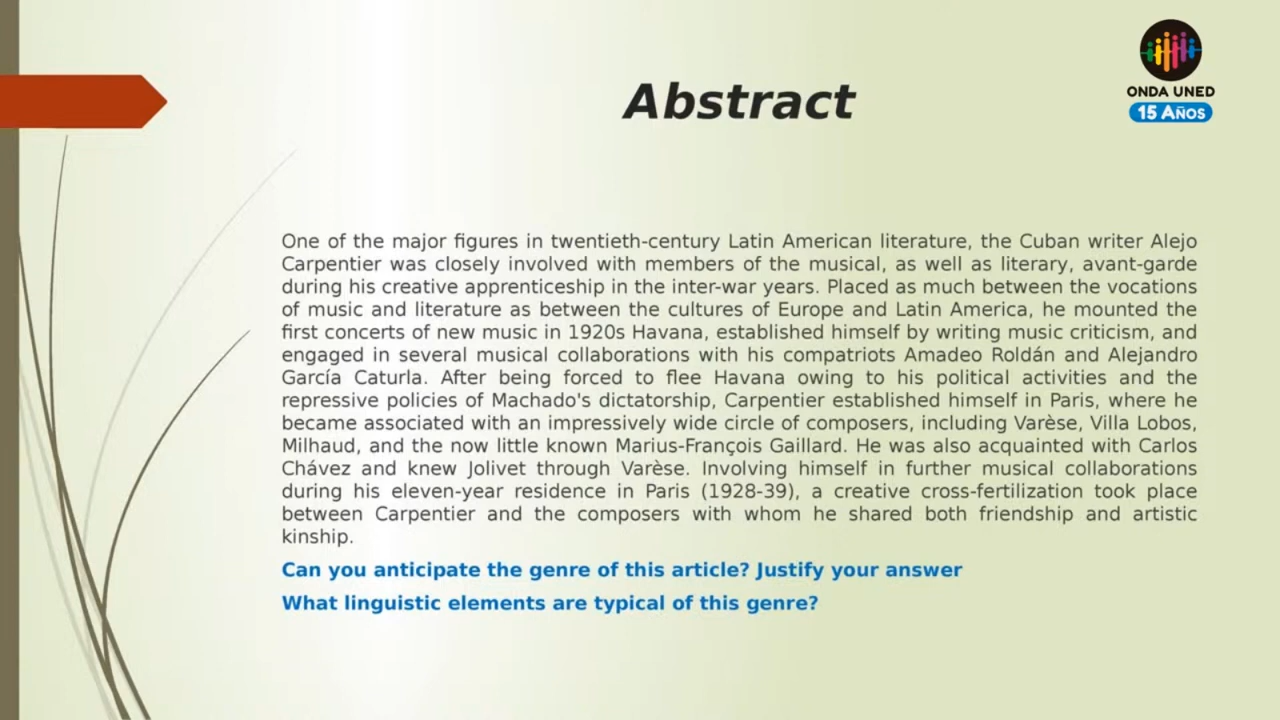 Abstract
ONDA UNED
15 AÑOS
One of the major figures in twentieth-century Latin American literature, the Cuban writer Alejo
Carpentier was closely involved with members of the musical, as well as literary, avant-garde
during his creative apprenticeship in the inter-war years. Placed as much between the vocations
of music and literature as between the cultures of Europe and Latin America, he mounted the
first concerts of new music in 1920s Havana, established himself by writing music criticism, and
engaged in several musical collaborations with his compatriots Amadeo Roldán and Alejandro
García Caturla. After being forced to flee Havana owing to his political activities and the
repressive policies of Machado's dictatorship, Carpentier established himself in Paris, where he
became associated with an impressively wide circle of composers, including Varèse, Villa Lobos,
Milhaud, and the now little known Marius-François Gaillard. He was also acquainted with Carlos
Chávez and knew Jolivet through Varèse. Involving himself in further musical collaborations
during his eleven-year residence in Paris (1928-39), a creative cross-fertilization took place
between Carpentier and the composers with whom he shared both friendship and artistic
kinship.
Can you anticipate the genre of this article? Justify your answer
What linguistic elements are typical of this genre?